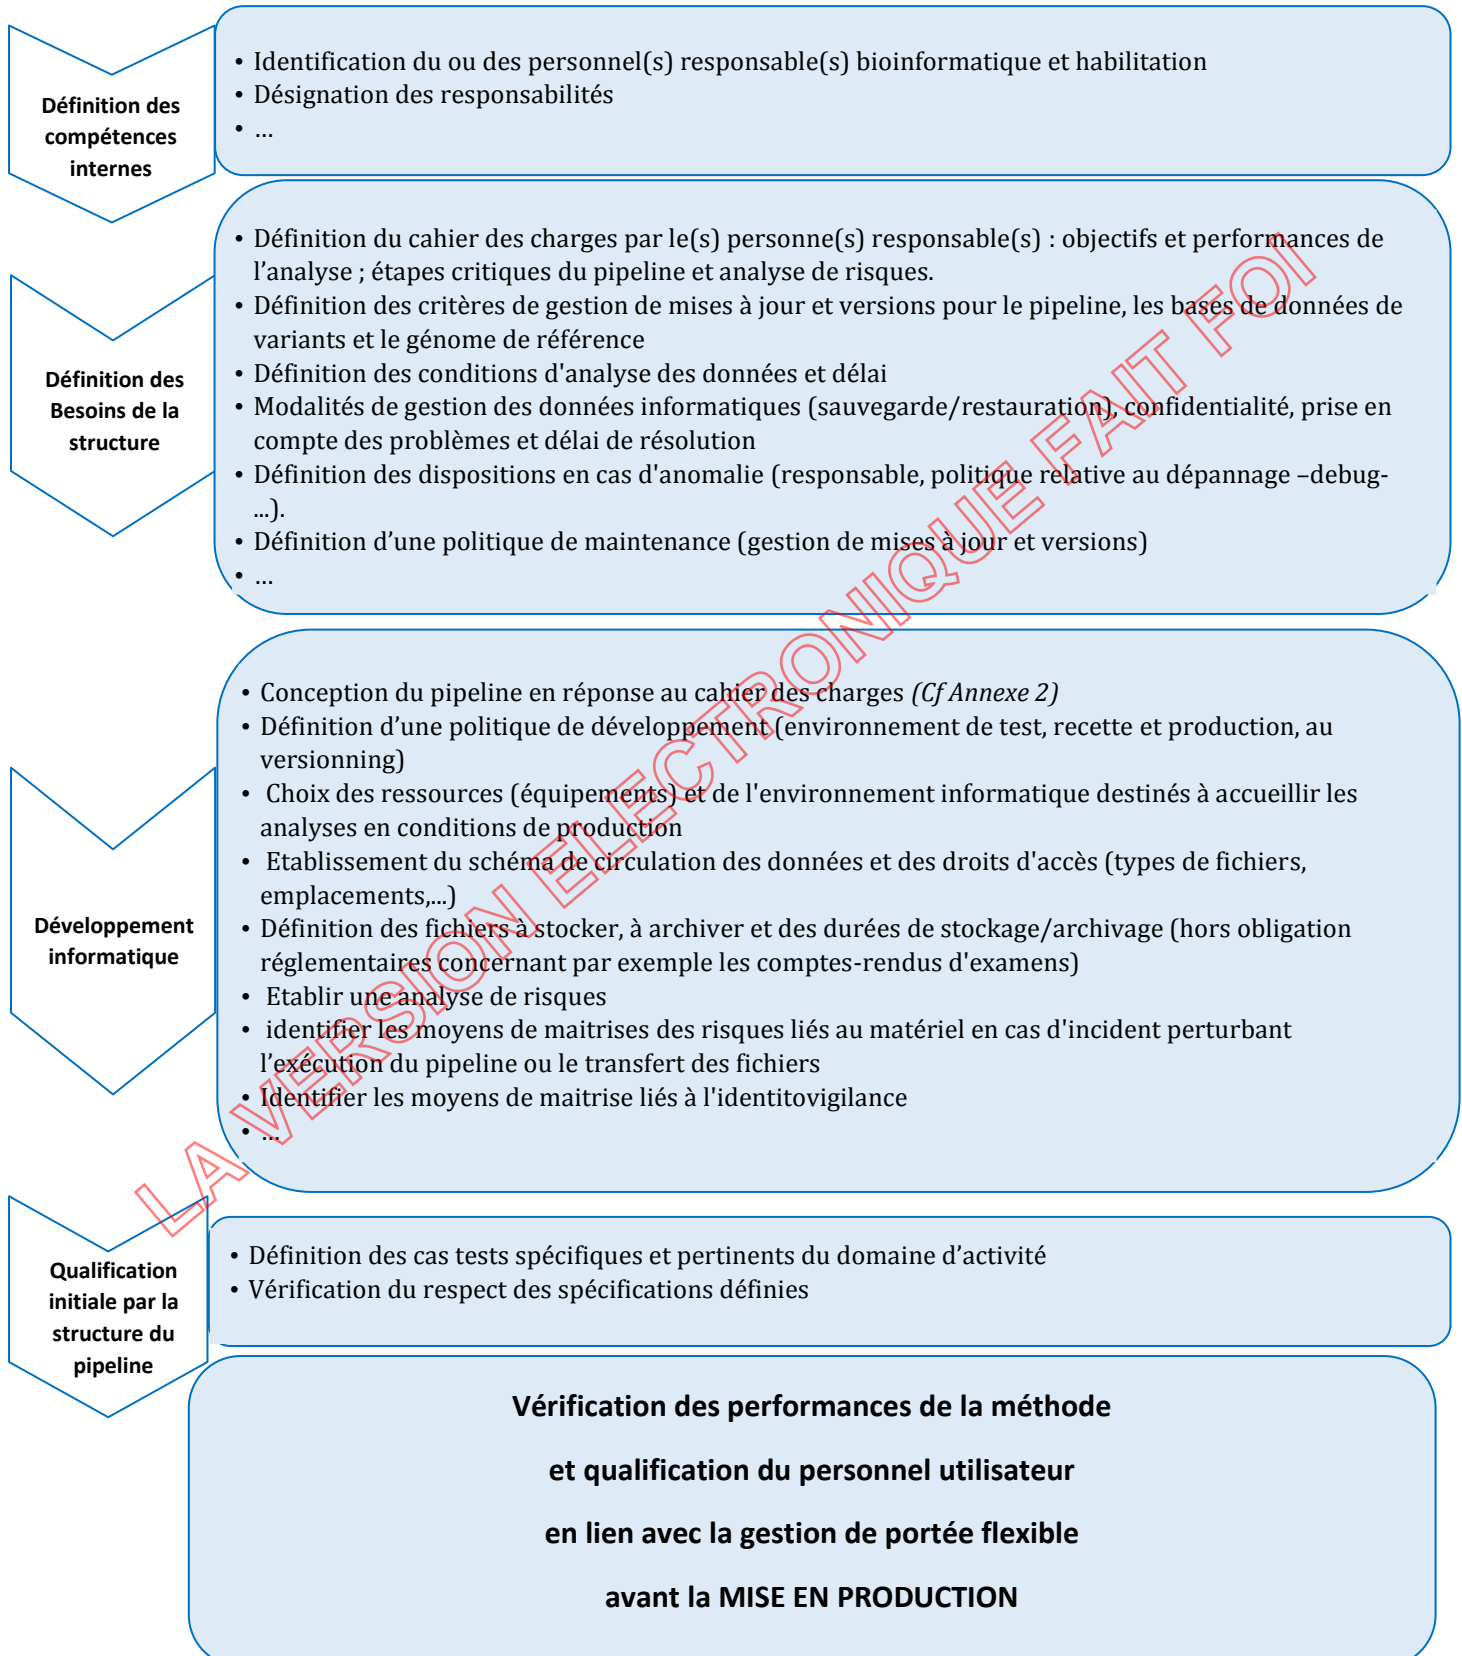 Définition des
compétences
internes
• Identification du ou des personnel(s) responsable(s) bioinformatique et habilitation
• Désignation des responsabilités
• ...
Définition des
Besoins de la
structure
• Définition du cahier des charges par le(s) personne(s) responsable(s) : objectifs et performances de
l’analyse ; étapes critiques du pipeline et analyse de risques.
• Définition des critères de gestion de mises à jour et versions pour le pipeline, les bases de données de
variants et le génome de référence
• Définition des conditions d'analyse des données et délai
• Modalités de gestion des données informatiques (sauvegarde/restauration), confidentialité, prise en
compte des problèmes et délai de résolution
• Définition des dispositions en cas d'anomalie (responsable, politique relative au dépannage –debug-
...).
• Définition d’une politique de maintenance (gestion de mises à jour et versions)
• ...
Développement
informatique
• Conception du pipeline en réponse au cahier des charges (Cf Annexe 2)
• Définition d’une politique de développement (environnement de test, recette et production, au
versionning)
• Choix des ressources (équipements) et de l'environnement informatique destinés à accueillir les
analyses en conditions de production
• Etablissement du schéma de circulation des données et des droits d'accès (types de fichiers,
emplacements,...)
• Définition des fichiers à stocker, à archiver et des durées de stockage/archivage (hors obligation
réglementaires concernant par exemple les comptes-rendus d'examens)
• Etablir une analyse de risques
• identifier les moyens de maitrises des risques liés au matériel en cas d'incident perturbant
l’exécution du pipeline ou le transfert des fichiers
• Identifier les moyens de maitrise liés à l'identitovigilance
• ...
Qualification
initiale par la
structure du
pipeline
• Définition des cas tests spécifiques et pertinents du domaine d’activité
• Vérification du respect des spécifications définies
Vérification des performances de la méthode
et qualification du personnel utilisateur
en lien avec la gestion de portée flexible
avant la MISE EN PRODUCTION
LA VERSION ELECTRONIQUE FAIT FOI